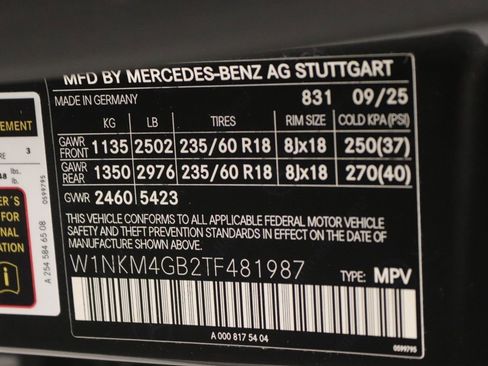 MFD BY MERCEDES-BENZ AG STUTTGART
MADE IN GERMANY 831 09/25
KG LB TIRES RIM SIZE COLD KPA(PSI)
GAWR FRONT 1135 2502 235/60 R18 8Jx18 250(37)
GAWR REAR 1350 2976 235/60 R18 8Jx18 270(40)
GVWR 2460 5423
THIS VEHICLE CONFORMS TO ALL APPLICABLE FEDERAL MOTOR VEHICLE
SAFETY AND THEFT PREVENTION STANDARDS IN EFFECT ON THE DATE
OF MANUFACTURE SHOWN ABOVE.
W1NKM4GB2TF481987 TYPE: MPV
A 000 817 54 04
0599795
EMENT
3
lbs.
lb.
FOR
NAL
ATION
A 254 584 65 08
0599795